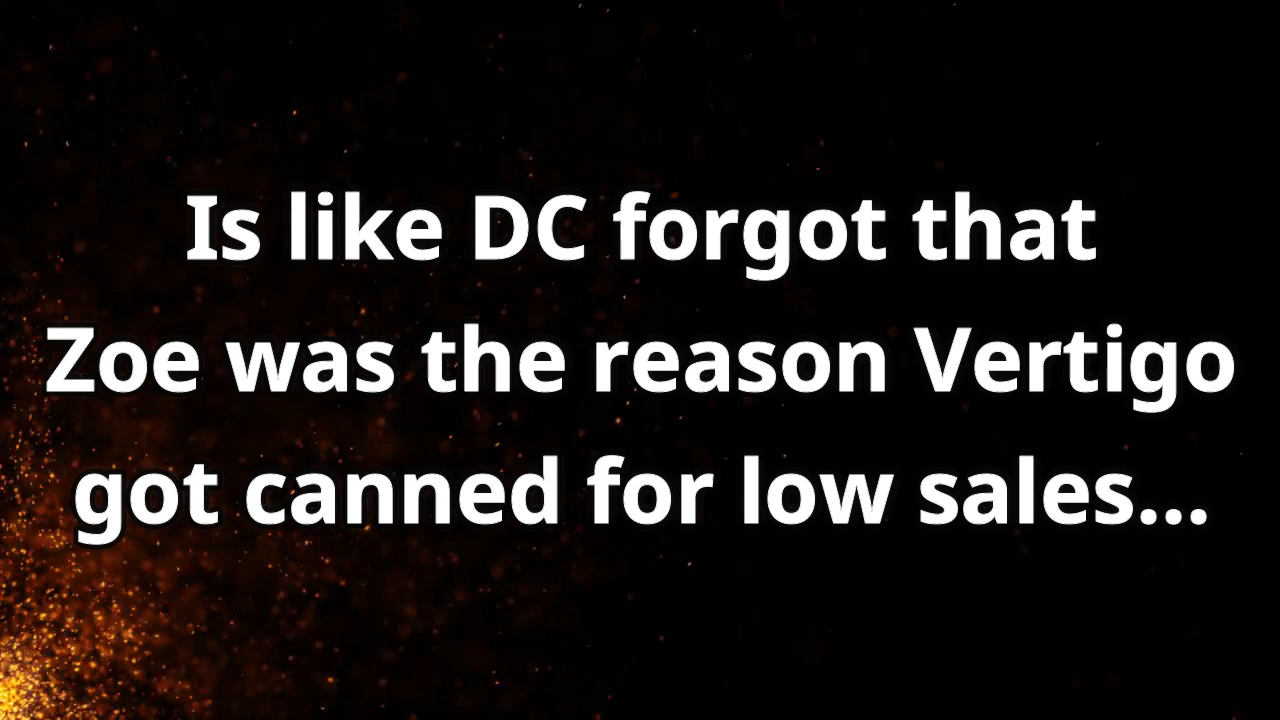 Is like DC forgot that
Zoe was the reason Vertigo
got canned for low sales...